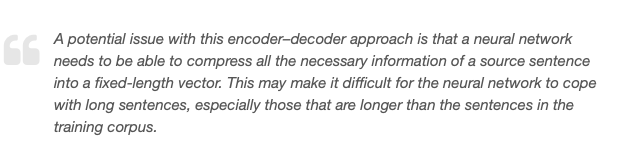 A potential issue with this encoder–decoder approach is that a neural network
needs to be able to compress all the necessary information of a source sentence
into a fixed-length vector. This may make it difficult for the neural network to cope
with long sentences, especially those that are longer than the sentences in the
training corpus.